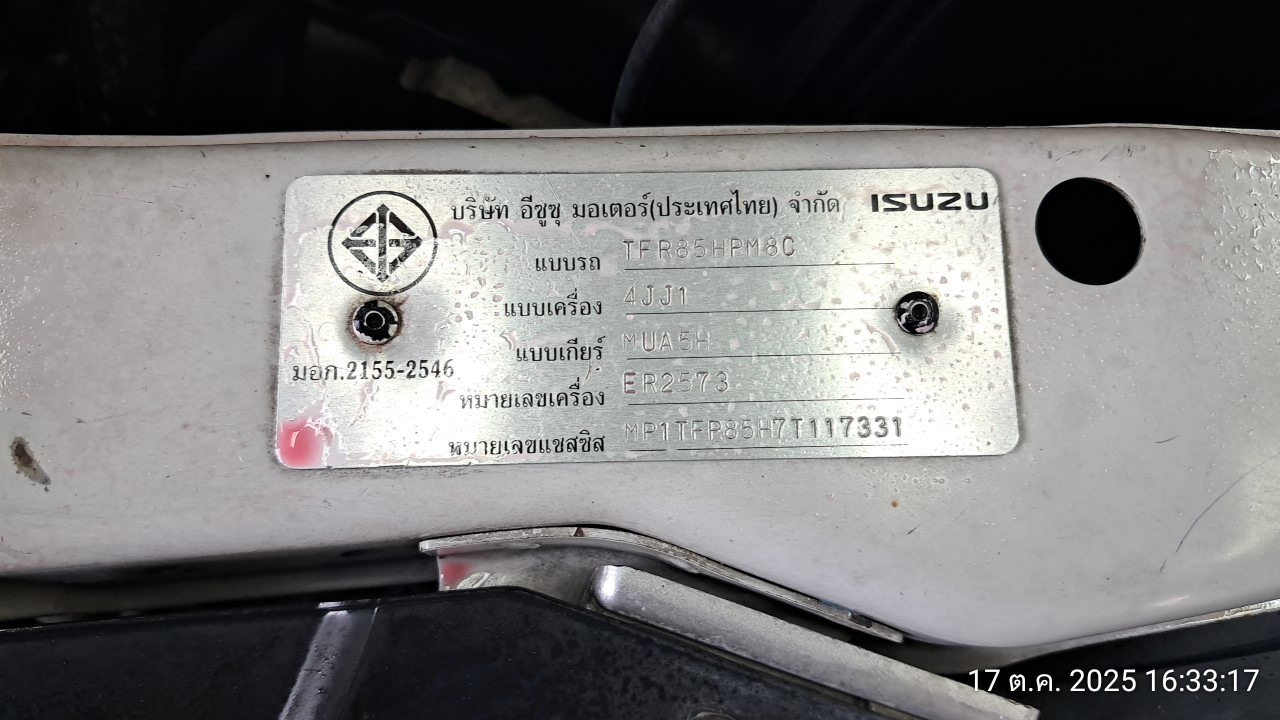 บริษัท อีซูซุ มอเตอร์(ประเทศไทย) จำกัด ISUZU
แบบรถ TFR85HPM8C
แบบเครื่อง 4JJ1
แบบเกียร์ MUA5H
มอก.2155-2546
หมายเลขเครื่อง ER2573
หมายเลขแชสซิส MP1TFR85H7T117331
17 ต.ค. 2025 16:33:17